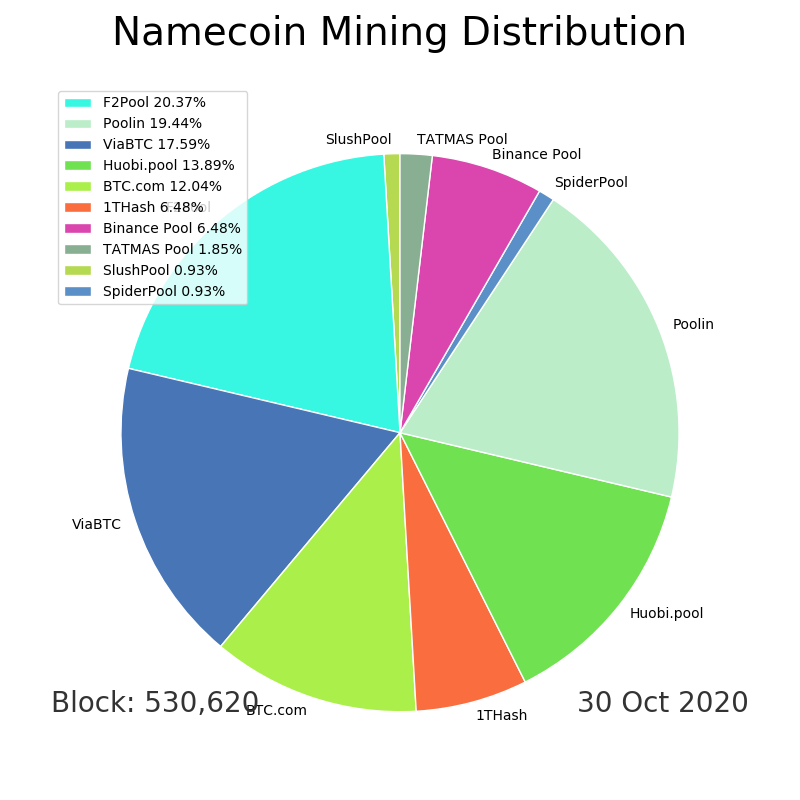 Namecoin Mining Distribution
F2Pool 20.37%
Poolin 19.44%
ViaBTC 17.59%
Huobi.pool 13.89%
BTC.com 12.04%
1THash 6.48%
Binance Pool 6.48%
TATMAS Pool 1.85%
SlushPool 0.93%
SpiderPool 0.93%
SlushPool
TATMAS Pool
Binance Pool
SpiderPool
F2Pool
Poolin
ViaBTC
Huobi.pool
BTC.com
1THash
Block: 530,620
30 Oct 2020